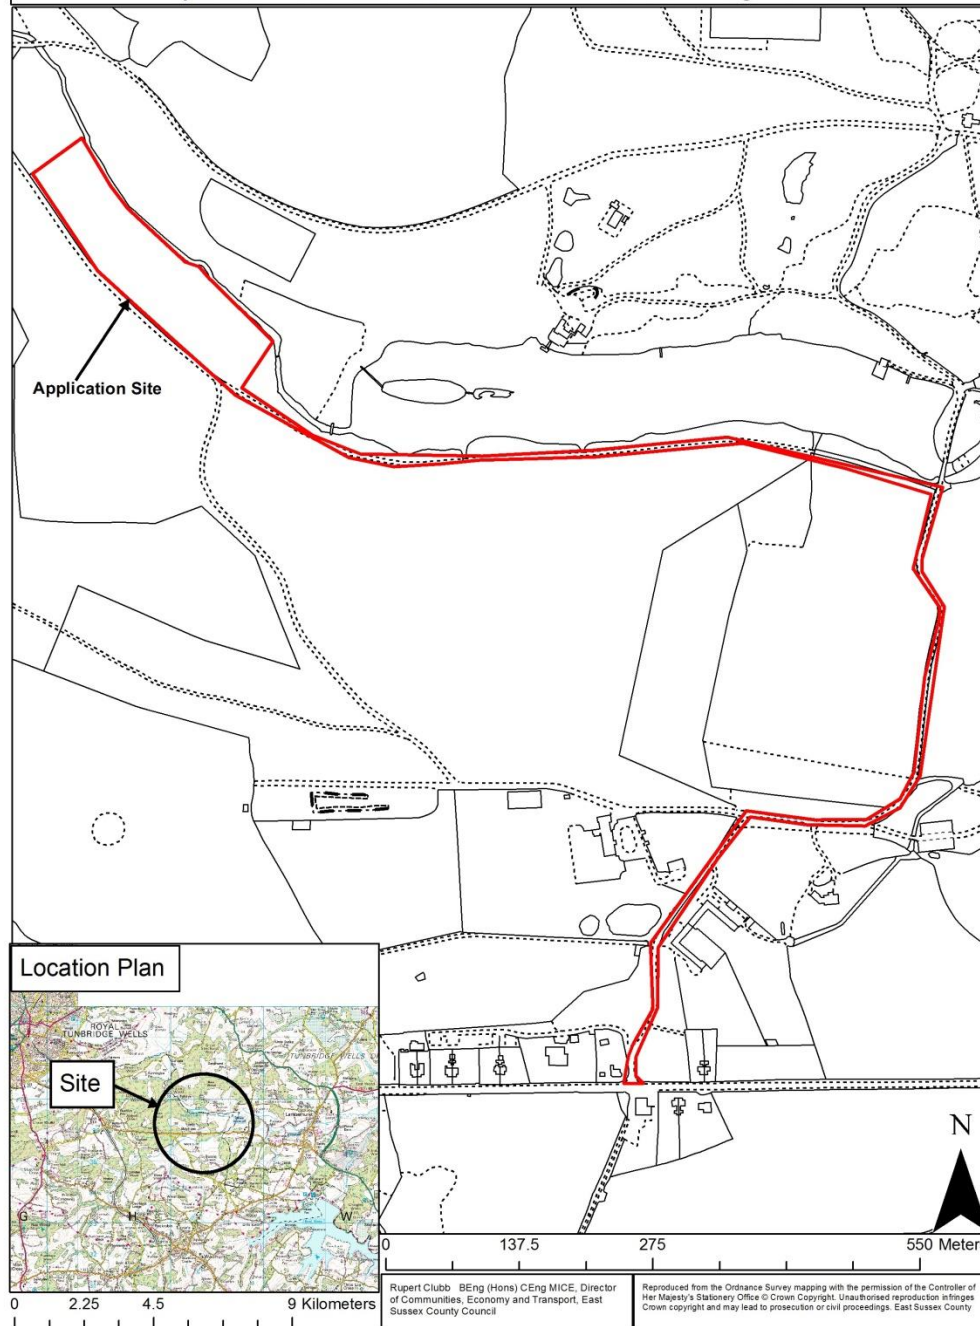 Application Site
Location Plan
ROYAL
TUNBRIDGE WELLS
Site
G
H
W
N
0 2.25 4.5 9 Kilometers
0 137.5 275 550 Meter
Rupert Clubb BEng (Hons) CEng MICE, Director
of Communities, Economy and Transport, East
Sussex County Council
Reproduced from the Ordnance Survey mapping with the permission of the Controller of
Her Majesty's Stationery Office © Crown Copyright. Unauthorised reproduction infringes
Crown copyright and may lead to prosecution or civil proceedings. East Sussex County